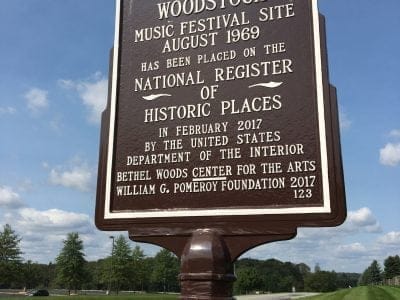 WOODSTOCK
MUSIC FESTIVAL SITE
AUGUST 1969
HAS BEEN PLACED ON THE
NATIONAL REGISTER
OF
HISTORIC PLACES
IN FEBRUARY 2017
BY THE UNITED STATES
DEPARTMENT OF THE INTERIOR
BETHEL WOODS CENTER FOR THE ARTS
WILLIAM G. POMEROY FOUNDATION 2017
123